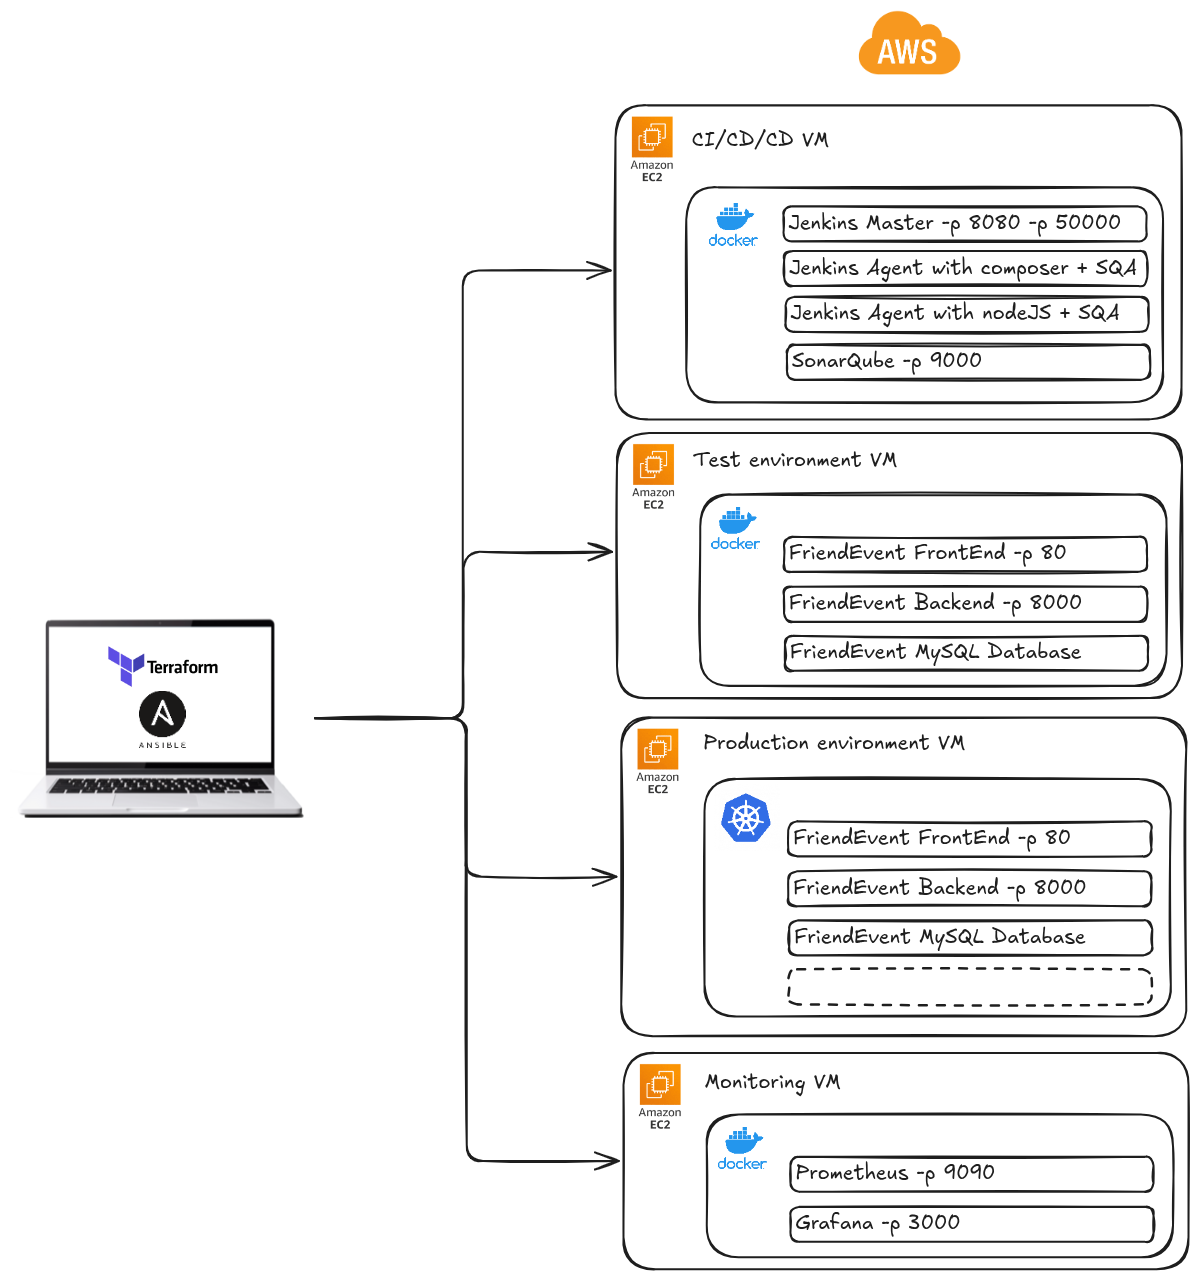 AWS
Amazon
EC2
CI/CD/CD VM
docker
Jenkins Master -p 8080 -p 50000
Jenkins Agent with composer + SQA
Jenkins Agent with nodeJS + SQA
SonarQube -p 9000
Amazon
EC2
Test environment VM
docker
FriendEvent FrontEnd -p 80
FriendEvent Backend -p 8000
FriendEvent MySQL Database
Terraform
ANSIBLE
Amazon
EC2
Production environment VM
FriendEvent FrontEnd -p 80
FriendEvent Backend -p 8000
FriendEvent MySQL Database
Amazon
EC2
Monitoring VM
docker
Prometheus -p 9090
Grafana -p 3000